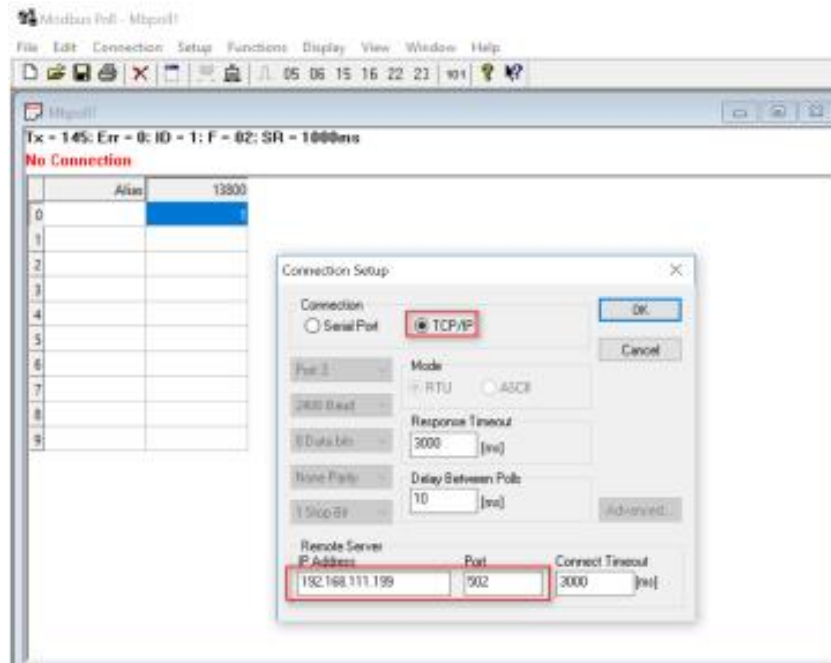 Modbus Poll - Mbpoll1
File Edit Connection Setup Functions Display View Window Help
05 06 15 16 22 23 101
Mbpoll1
Tx = 145: Err = 0: ID = 1: F = 02: SR = 1000ms
No Connection
Alias 13800
0 1
1
2
3
4
5
6
7
8
9
Connection Setup
Connection
Serial Port TCP/IP
OK
Cancel
Port 3
Mode
RTU ASCII
2400 Baud
Response Timeout
8 Data bits
3000 [ms]
None Parity
Delay Between Polls
10 [ms]
1 Stop Bit
Advanced...
Remote Server
IP Address Port Connect Timeout
192.168.111.199 502 3000 [ms]